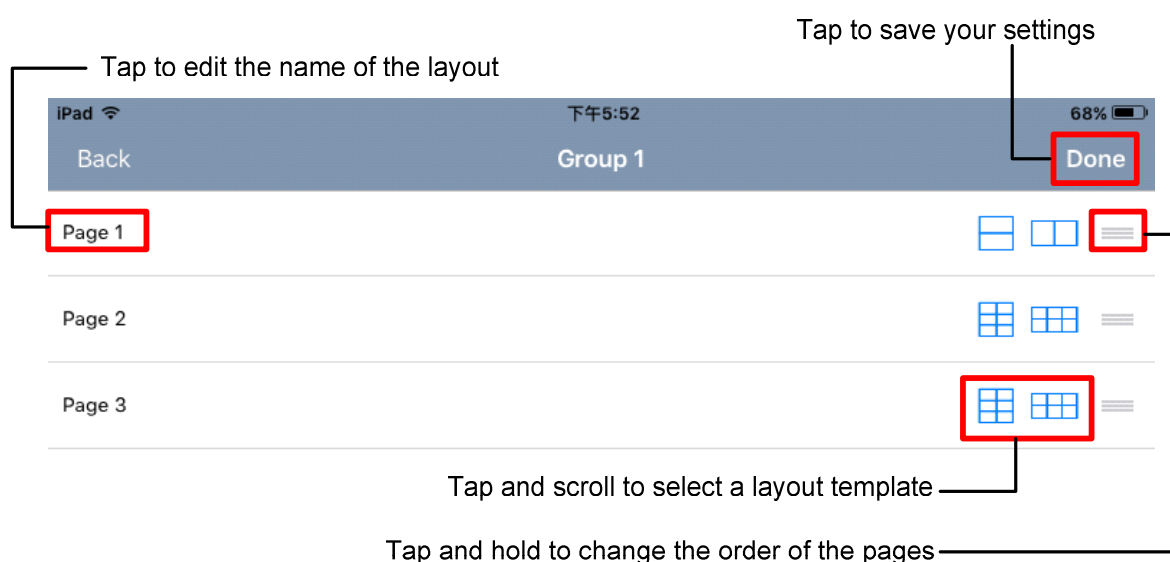 Tap to save your settings
Tap to edit the name of the layout
iPad 下午5:52 68%
Back Group 1 Done
Page 1
Page 2
Page 3
Tap and scroll to select a layout template
Tap and hold to change the order of the pages